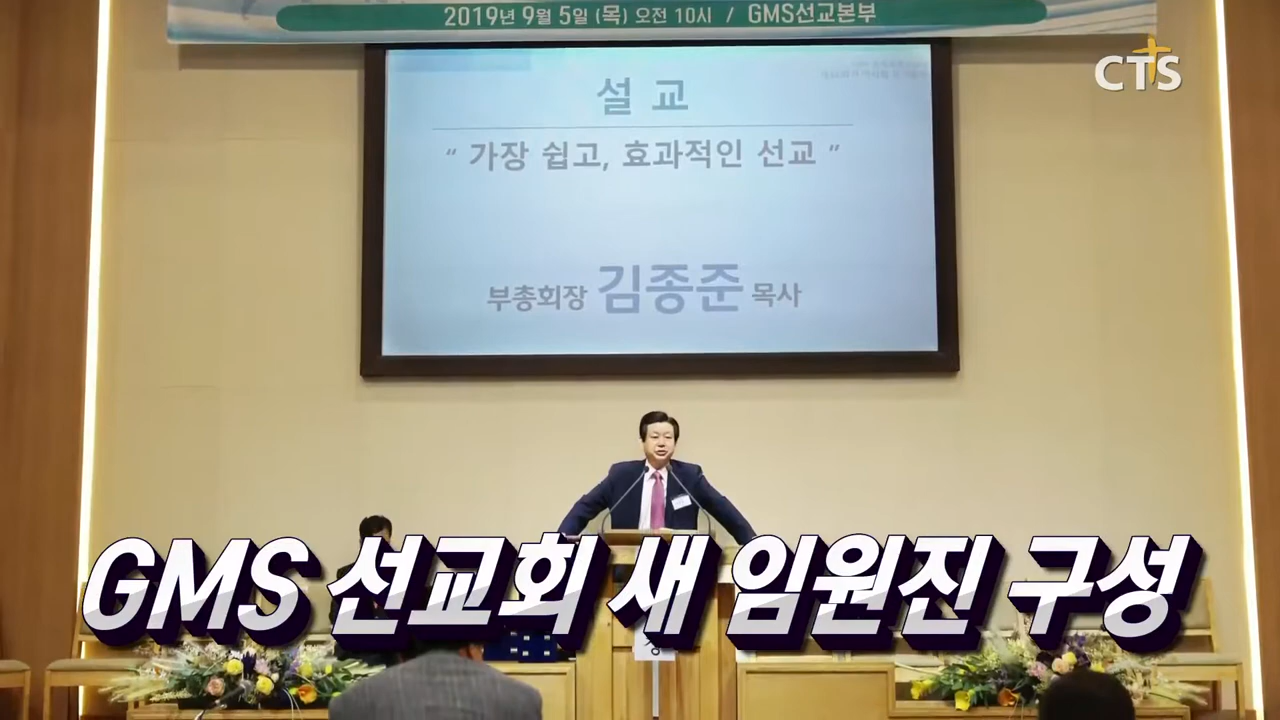 2019년 9월 5일 (목) 오전 10시 / GMS선교본부
CTS
설 교
“ 가장 쉽고, 효과적인 선교 ”
부총회장 김종준 목사
GMS 선교회 새 임원진 구성